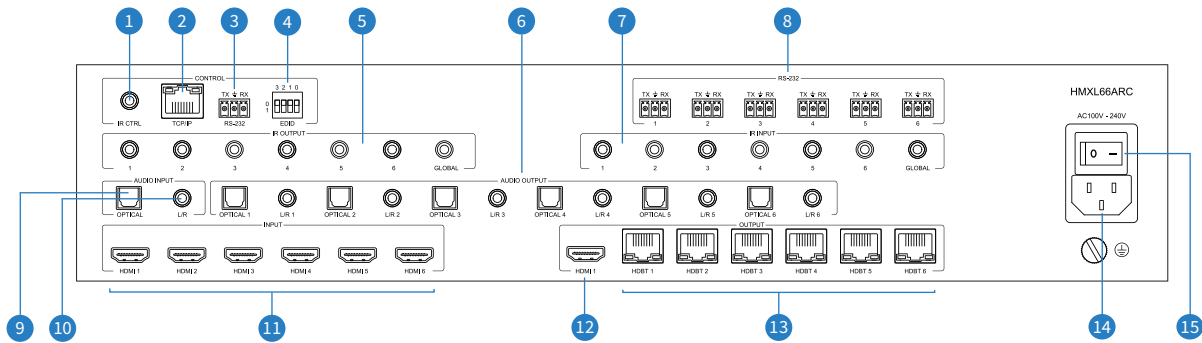 1 2 3 4 5 6 7 8
CONTROL
3 2 1 0
TX RX
0
1
IR CTRL TCP/IP RS-232 EDID
RS-232
TX RX TX RX TX RX TX RX TX RX TX RX
1 2 3 4 5 6
HMXL66ARC
AC100V - 240V
0
IR OUTPUT
1 2 3 4 5 6 GLOBAL
IR INPUT
1 2 3 4 5 6 GLOBAL
AUDIO INPUT
OPTICAL L/R
AUDIO OUTPUT
OPTICAL 1 L/R 1 OPTICAL 2 L/R 2 OPTICAL 3 L/R 3 OPTICAL 4 L/R 4 OPTICAL 5 L/R 5 OPTICAL 6 L/R 6
INPUT
HDMI 1 HDMI 2 HDMI 3 HDMI 4 HDMI 5 HDMI 6
OUTPUT
HDMI 1 HDBT 1 HDBT 2 HDBT 3 HDBT 4 HDBT 5 HDBT 6
9 10 11 12 13 14 15